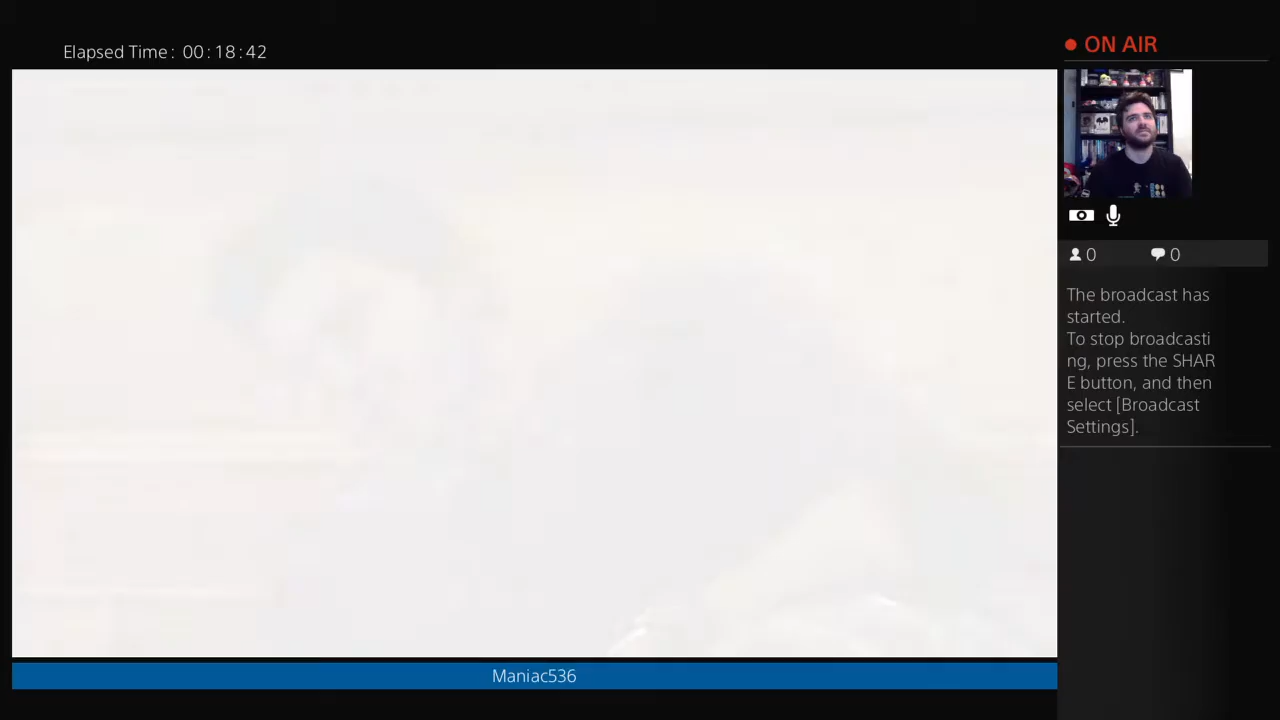 Elapsed Time: 00:18:42
ON AIR
0
0
The broadcast has
started.
To stop broadcasti
ng, press the SHAR
E button, and then
select [Broadcast
Settings].
Maniac536